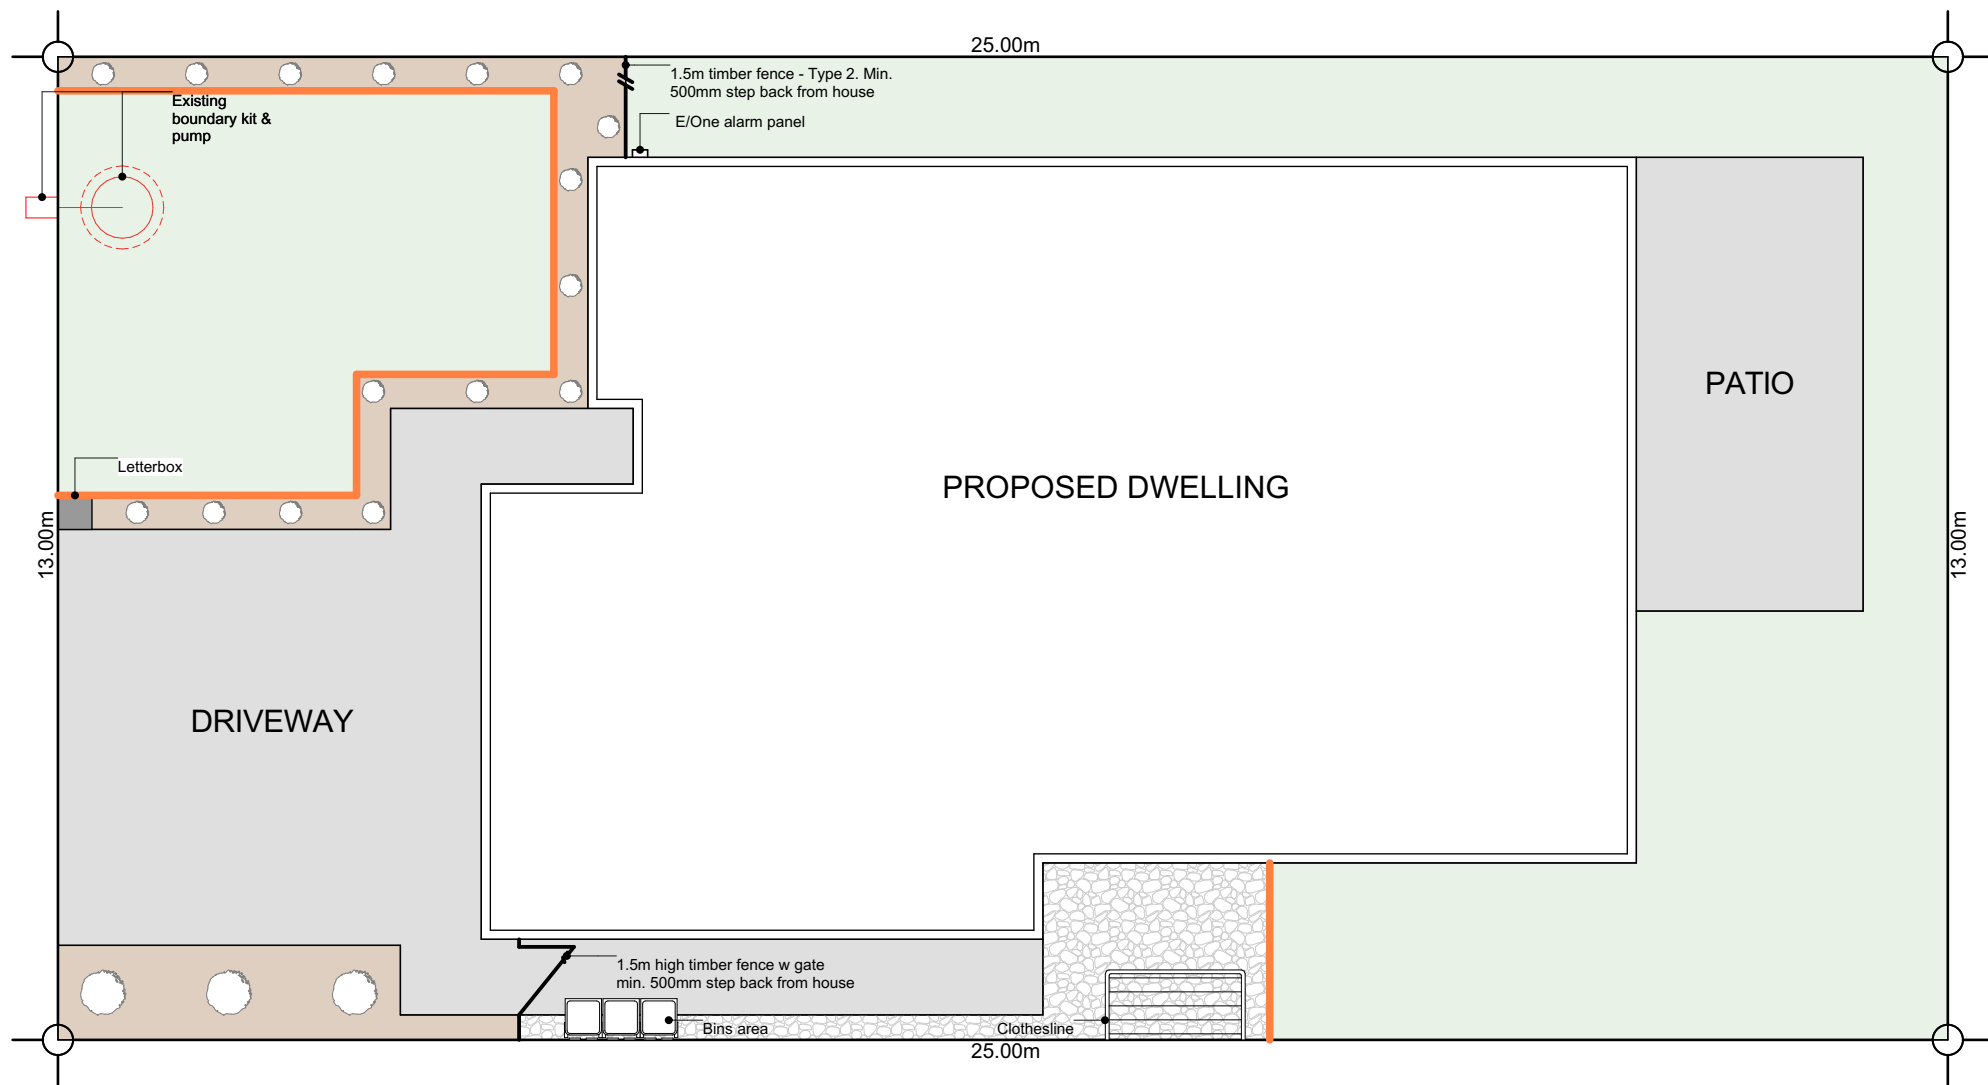 25.00m
1.5m timber fence - Type 2. Min.
500mm step back from house
Existing
boundary kit &
pump
E/One alarm panel
PATIO
Letterbox
PROPOSED DWELLING
13.00m
13.00m
DRIVEWAY
1.5m high timber fence w gate
min. 500mm step back from house
Bins area
Clothesline
25.00m